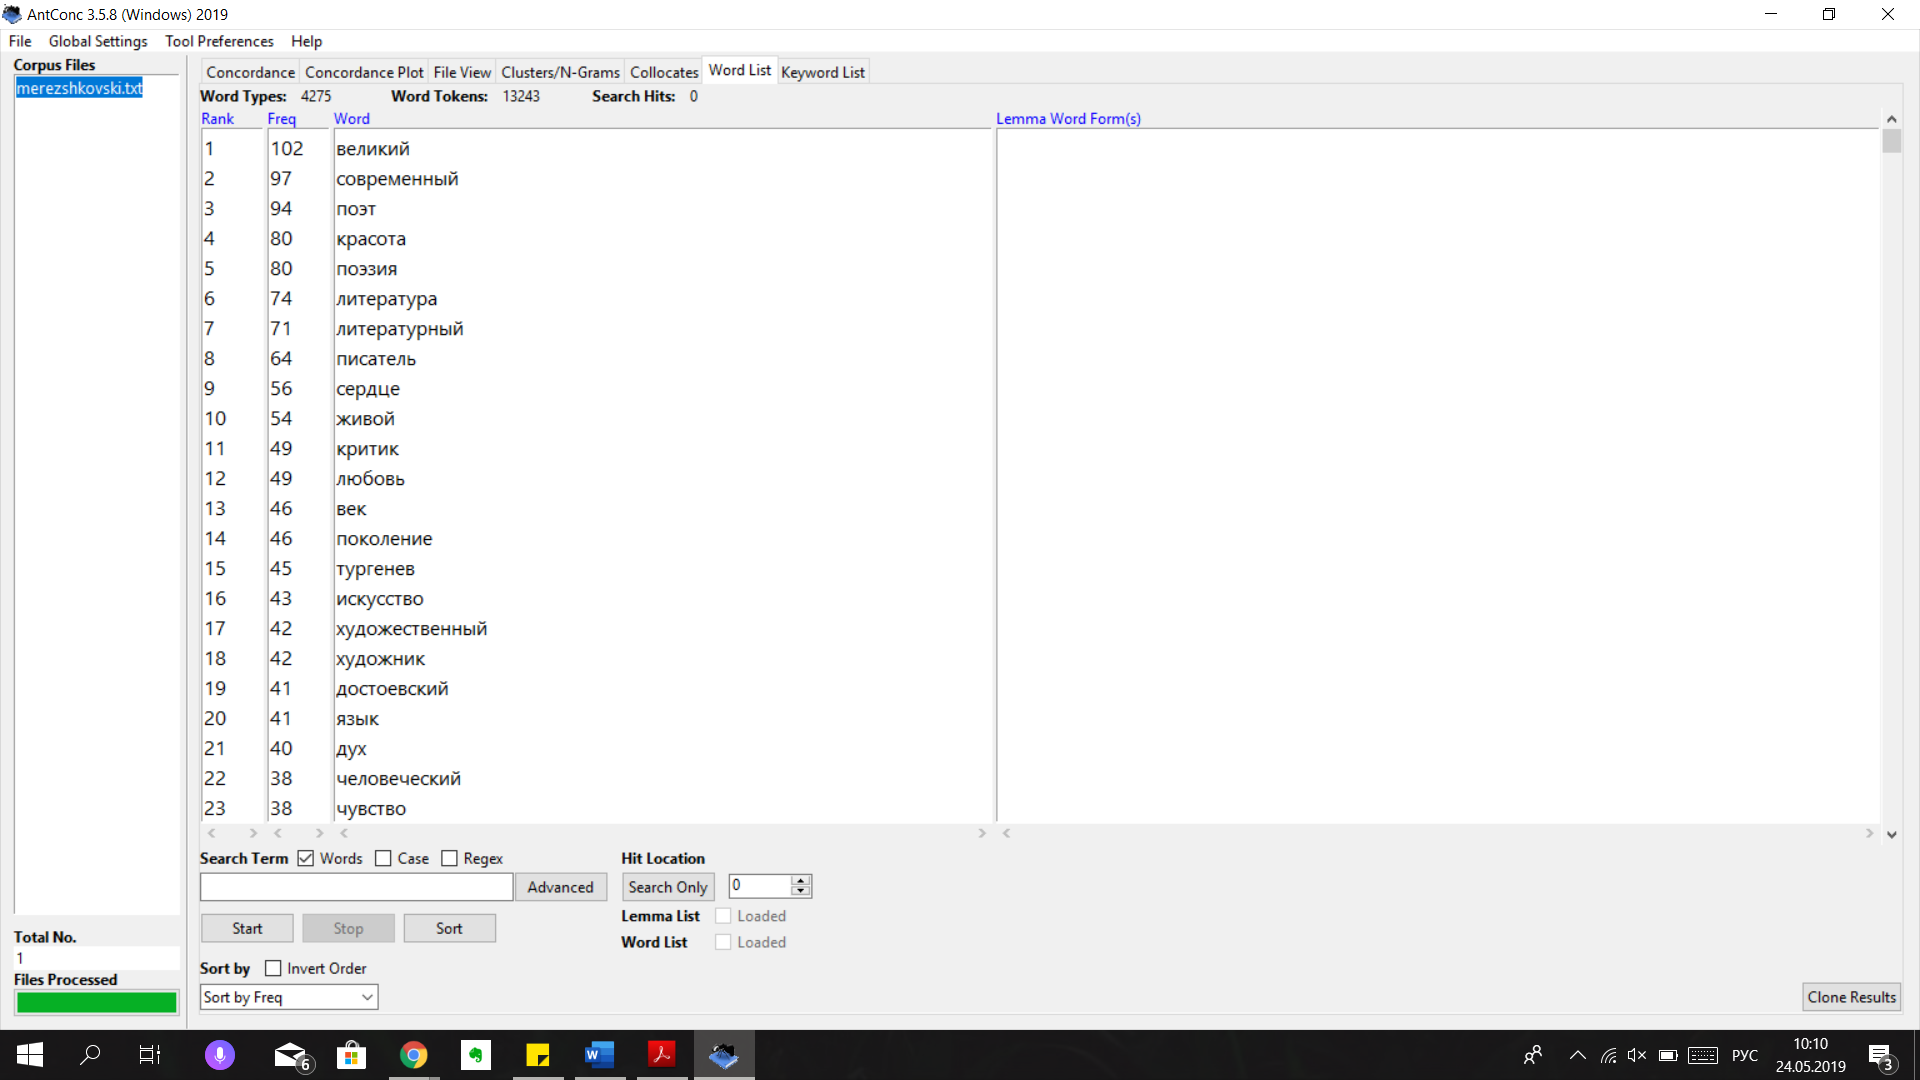 AntConc 3.5.8 (Windows) 2019
File Global Settings Tool Preferences Help
Corpus Files
merezshkovski.txt
Concordance Concordance Plot File View Clusters/N-Grams Collocates Word List Keyword List
Word Types: 4275 Word Tokens: 13243 Search Hits: 0
Rank Freq Word Lemma Word Form(s)
1 102 великий
2 97 современный
3 94 поэт
4 80 красота
5 80 поэзия
6 74 литература
7 71 литературный
8 64 писатель
9 56 сердце
10 54 живой
11 49 критик
12 49 любовь
13 46 век
14 46 поколение
15 45 тургенев
16 43 искусство
17 42 художественный
18 42 художник
19 41 достоевский
20 41 язык
21 40 дух
22 38 человеческий
23 38 чувство
Search Term Words Case Regex Hit Location
Advanced Search Only 0
Lemma List Loaded
Start Stop Sort
Word List Loaded
Total No.
1
Sort by Invert Order
Files Processed
Sort by Freq Clone Results
6 РУС 10:10 3
24.05.2019